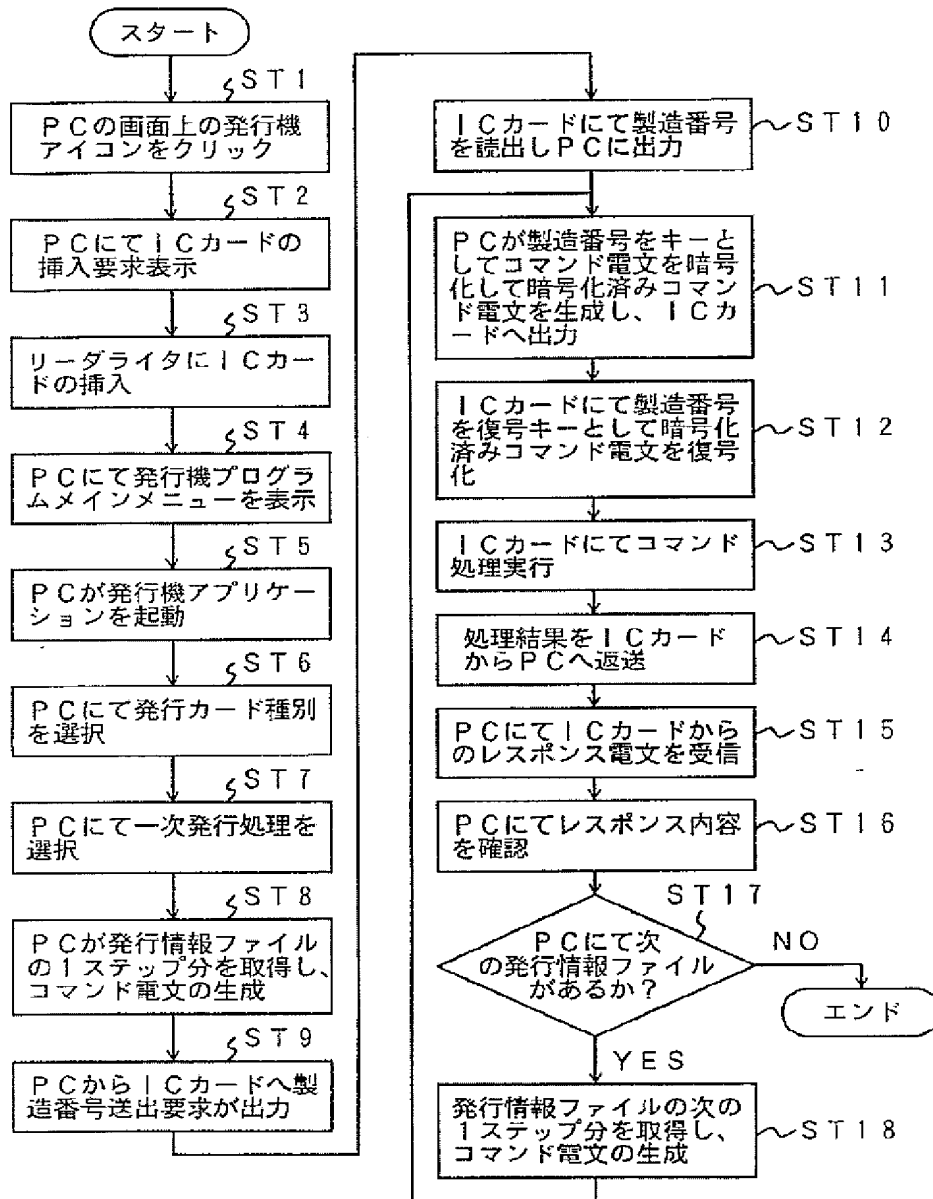 スタート
ST1
PCの画面上の発行機
アイコンをクリック
ST2
PCにてICカードの
挿入要求表示
ST3
リーダライタにICカー
ドの挿入
ST4
PCにて発行機プログラ
ムメインメニューを表示
ST5
PCが発行機アプリケー
ションを起動
ST6
PCにて発行カード種別
を選択
ST7
PCにて一次発行処理を
選択
ST8
PCが発行情報ファイル
の1ステップ分を取得し、
コマンド電文の生成
ST9
PCからICカードへ製
造番号送出要求が出力
ICカードにて製造番号
を読出しPCに出力
ST10
PCが製造番号をキーと
してコマンド電文を暗号
化して暗号化済みコマン
ド電文を生成し、ICカ
ードへ出力
ST11
ICカードにて製造番号
を復号キーとして暗号化
済みコマンド電文を復号
化
ST12
ICカードにてコマンド
処理実行
ST13
処理結果をICカード
からPCへ返送
ST14
PCにてICカードから
のレスポンス電文を受信
ST15
PCにてレスポンス内容
を確認
ST16
ST17
PCにて次
の発行情報ファイル
があるか?
NO
エンド
YES
発行情報ファイルの次の
1ステップ分を取得し、
コマンド電文の生成
ST18